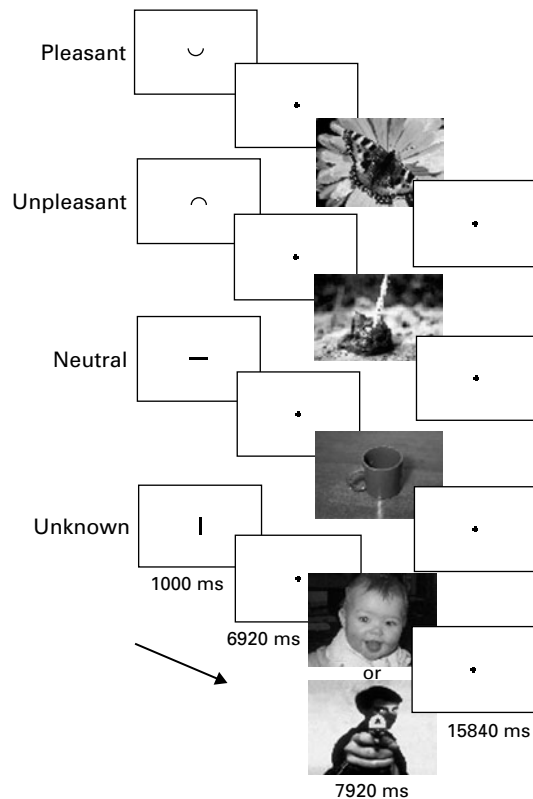 Pleasant
Unpleasant
Neutral
Unknown
1000 ms
6920 ms
or
15840 ms
7920 ms